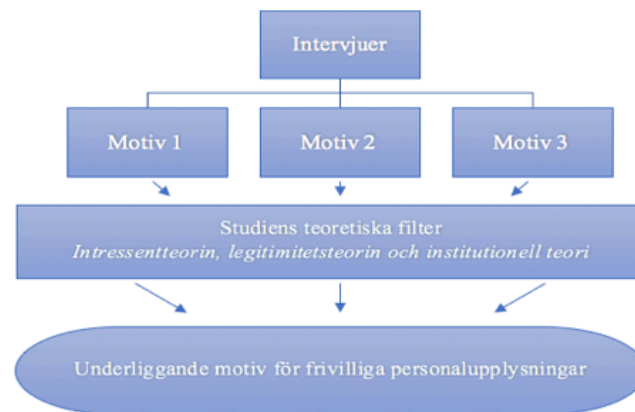 Intervjuer
Motiv 1
Motiv 2
Motiv 3
Studiens teoretiska filter
Intressentteorin, legitimitetsteorin och institutionell teori
Underliggande motiv för frivilliga personalupplysningar